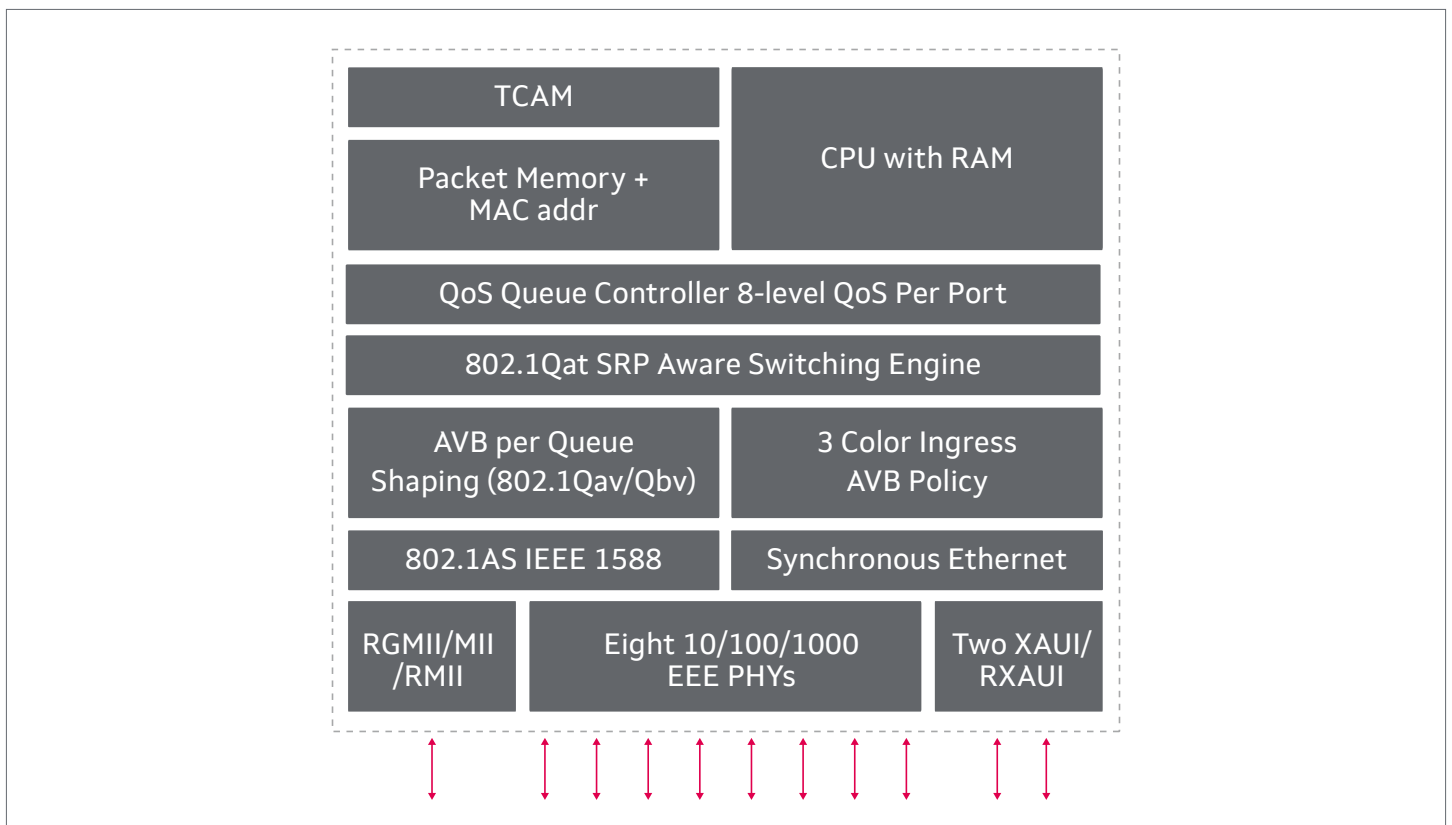 TCAM
CPU with RAM
Packet Memory +
MAC addr
QoS Queue Controller 8-level QoS Per Port
802.1Qat SRP Aware Switching Engine
AVB per Queue
Shaping (802.1Qav/Qbv)
3 Color Ingress
AVB Policy
802.1AS IEEE 1588
Synchronous Ethernet
RGMII/MII
/RMII
Eight 10/100/1000
EEE PHYs
Two XAUI/
RXAUI